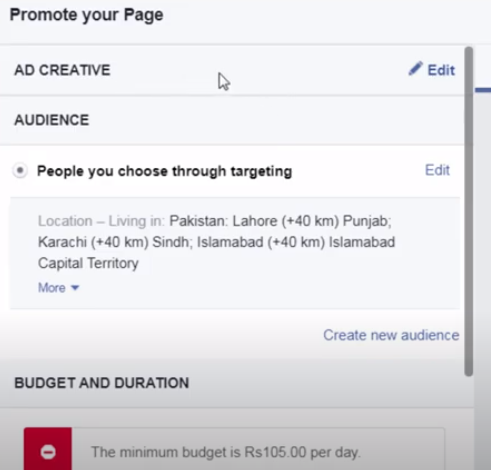 Promote your Page
AD CREATIVE
Edit
AUDIENCE
People you choose through targeting
Edit
Location – Living in: Pakistan: Lahore (+40 km) Punjab;
Karachi (+40 km) Sindh; Islamabad (+40 km) Islamabad
Capital Territory
More
Create new audience
BUDGET AND DURATION
The minimum budget is Rs105.00 per day.